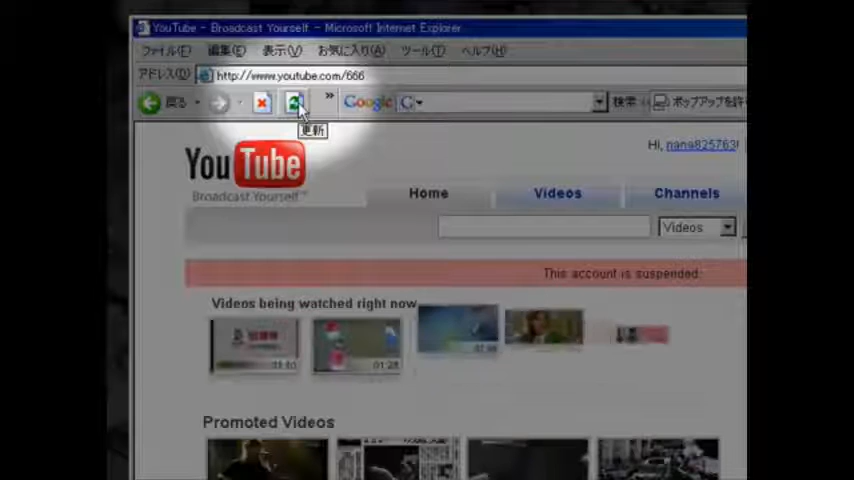 YouTube - Broadcast Yourself - Microsoft Internet Explorer
ファイル(F) 編集(E) 表示(V) お気に入り(A) ツール(T) ヘルプ(H)
アドレス(D) http://www.youtube.com/666
戻る » Google G 検索 ポップアップを許
更新
Hi, nana825763!
YouTube
Broadcast Yourself™
Home Videos Channels
Videos
This account is suspended.
Videos being watched right now
01:28
Promoted Videos